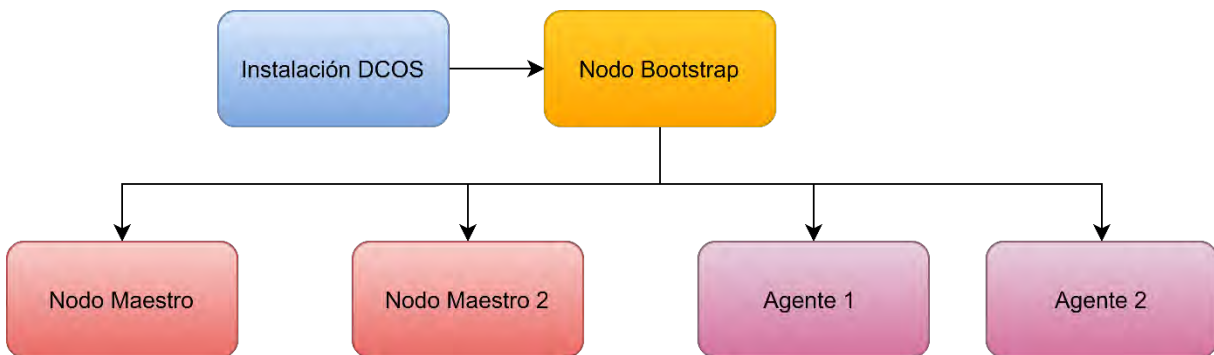 Instalación DCOS
Nodo Bootstrap
Nodo Maestro
Nodo Maestro 2
Agente 1
Agente 2